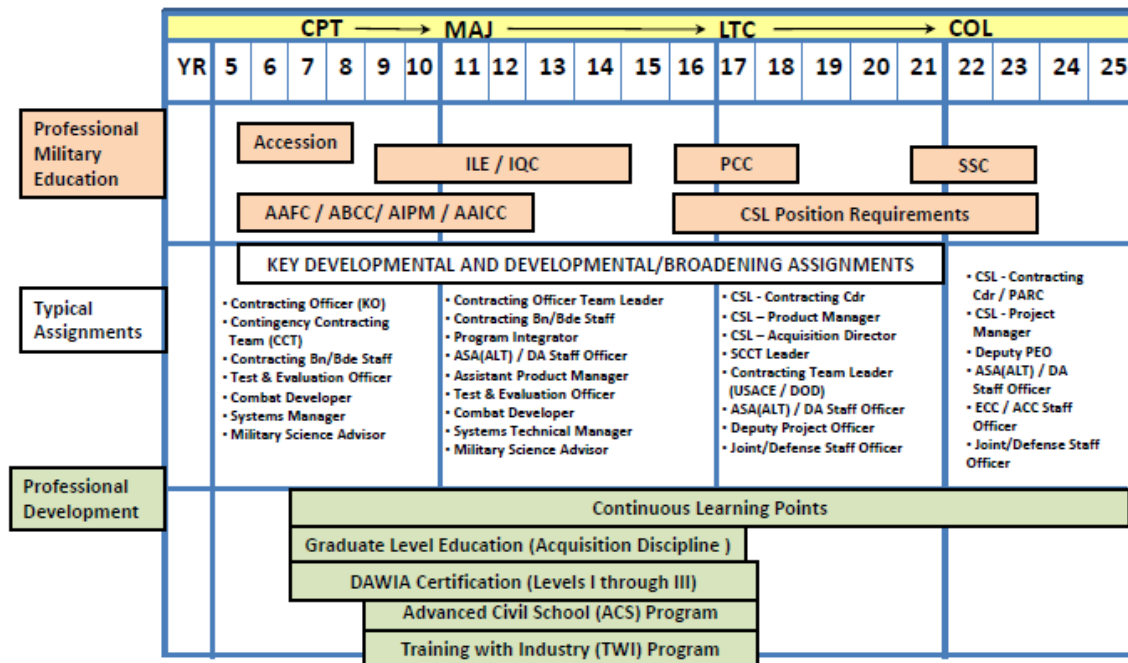 CPT MAJ LTC COL
YR 5 6 7 8 9 10 11 12 13 14 15 16 17 18 19 20 21 22 23 24 25
Professional
Military
Education
Accession
ILE / IQC
PCC
SSC
AAFC / ABCC/ AIPM / AAICC
CSL Position Requirements
KEY DEVELOPMENTAL AND DEVELOPMENTAL/BROADENING ASSIGNMENTS
Typical
Assignments
• Contracting Officer (KO)
• Contingency Contracting
Team (CCT)
• Contracting Bn/Bde Staff
• Test & Evaluation Officer
• Combat Developer
• Systems Manager
• Military Science Advisor
• Contracting Officer Team Leader
• Contracting Bn/Bde Staff
• Program Integrator
• ASA(ALT) / DA Staff Officer
• Assistant Product Manager
• Test & Evaluation Officer
• Combat Developer
• Systems Technical Manager
• Military Science Advisor
• CSL - Contracting Cdr
• CSL – Product Manager
• CSL – Acquisition Director
• SCCT Leader
• Contracting Team Leader
(USACE / DOD)
• ASA(ALT) / DA Staff Officer
• Deputy Project Officer
• Joint/Defense Staff Officer
• CSL - Contracting
Cdr / PARC
• CSL - Project
Manager
• Deputy PEO
• ASA(ALT) / DA
Staff Officer
• ECC / ACC Staff
Officer
• Joint/Defense Staff
Officer
Professional
Development
Continuous Learning Points
Graduate Level Education (Acquisition Discipline )
DAWIA Certification (Levels I through III)
Advanced Civil School (ACS) Program
Training with Industry (TWI) Program